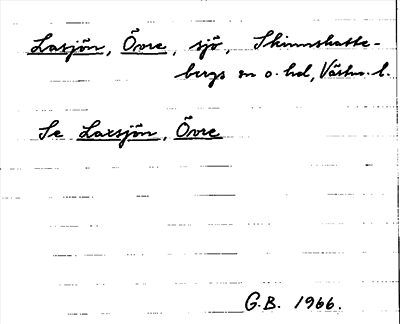 Lasjön, Övre, sjö, Skinnskatte-
bergs sn o. hd, Västm. l.
Se Laxsjön, Övre
G.B. 1966.